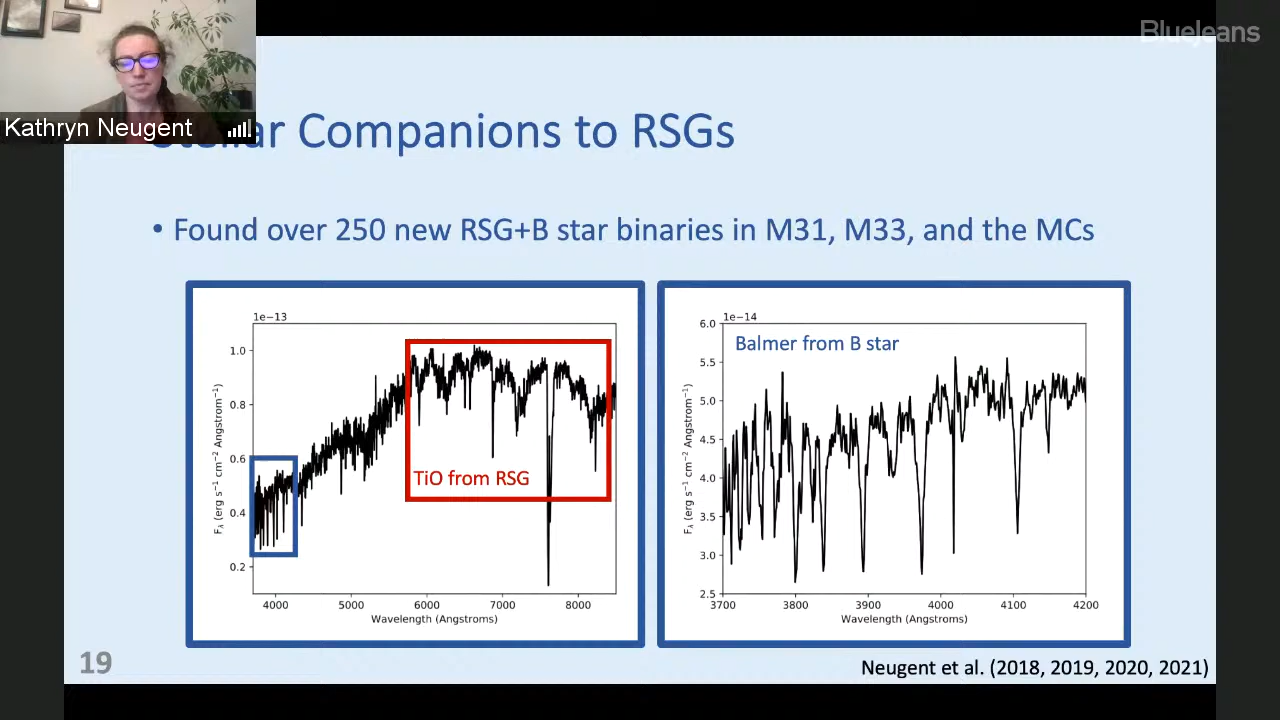 BlueJeans
Kathryn Neugent
Stellar Companions to RSGs
• Found over 250 new RSG+B star binaries in M31, M33, and the MCs
1e−13
1.0
0.8
0.6
0.4
0.2
F_λ (erg s⁻¹ cm⁻² Angstrom⁻¹)
TiO from RSG
4000 5000 6000 7000 8000
Wavelength (Angstroms)
1e−14
6.0
5.5
5.0
4.5
4.0
3.5
3.0
2.5
F_λ (erg s⁻¹ cm⁻² Angstrom⁻¹)
Balmer from B star
3700 3800 3900 4000 4100 4200
Wavelength (Angstroms)
19
Neugent et al. (2018, 2019, 2020, 2021)